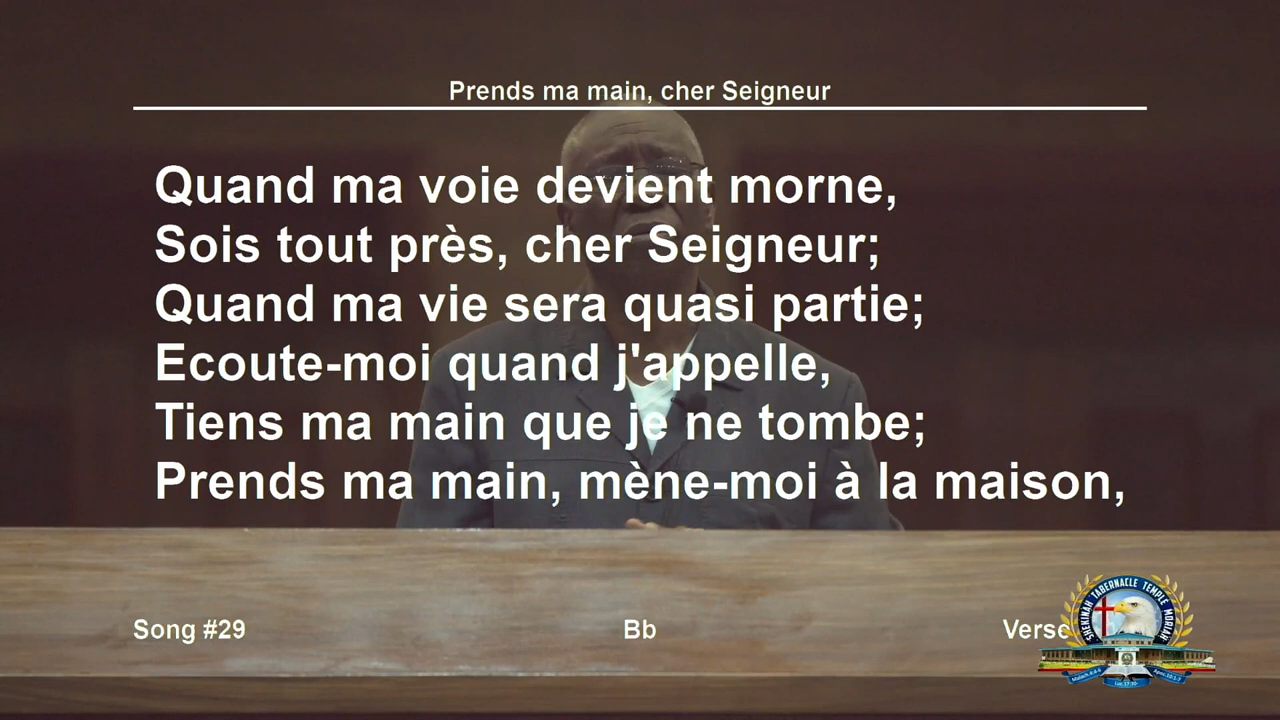 Prends ma main, cher Seigneur
Quand ma voie devient morne,
Sois tout près, cher Seigneur;
Quand ma vie sera quasi partie;
Ecoute-moi quand j'appelle,
Tiens ma main que je ne tombe;
Prends ma main, mène-moi à la maison,
Song #29
Bb
Verse
SHEKINAH TABERNACLE TEMPLE MORIAH